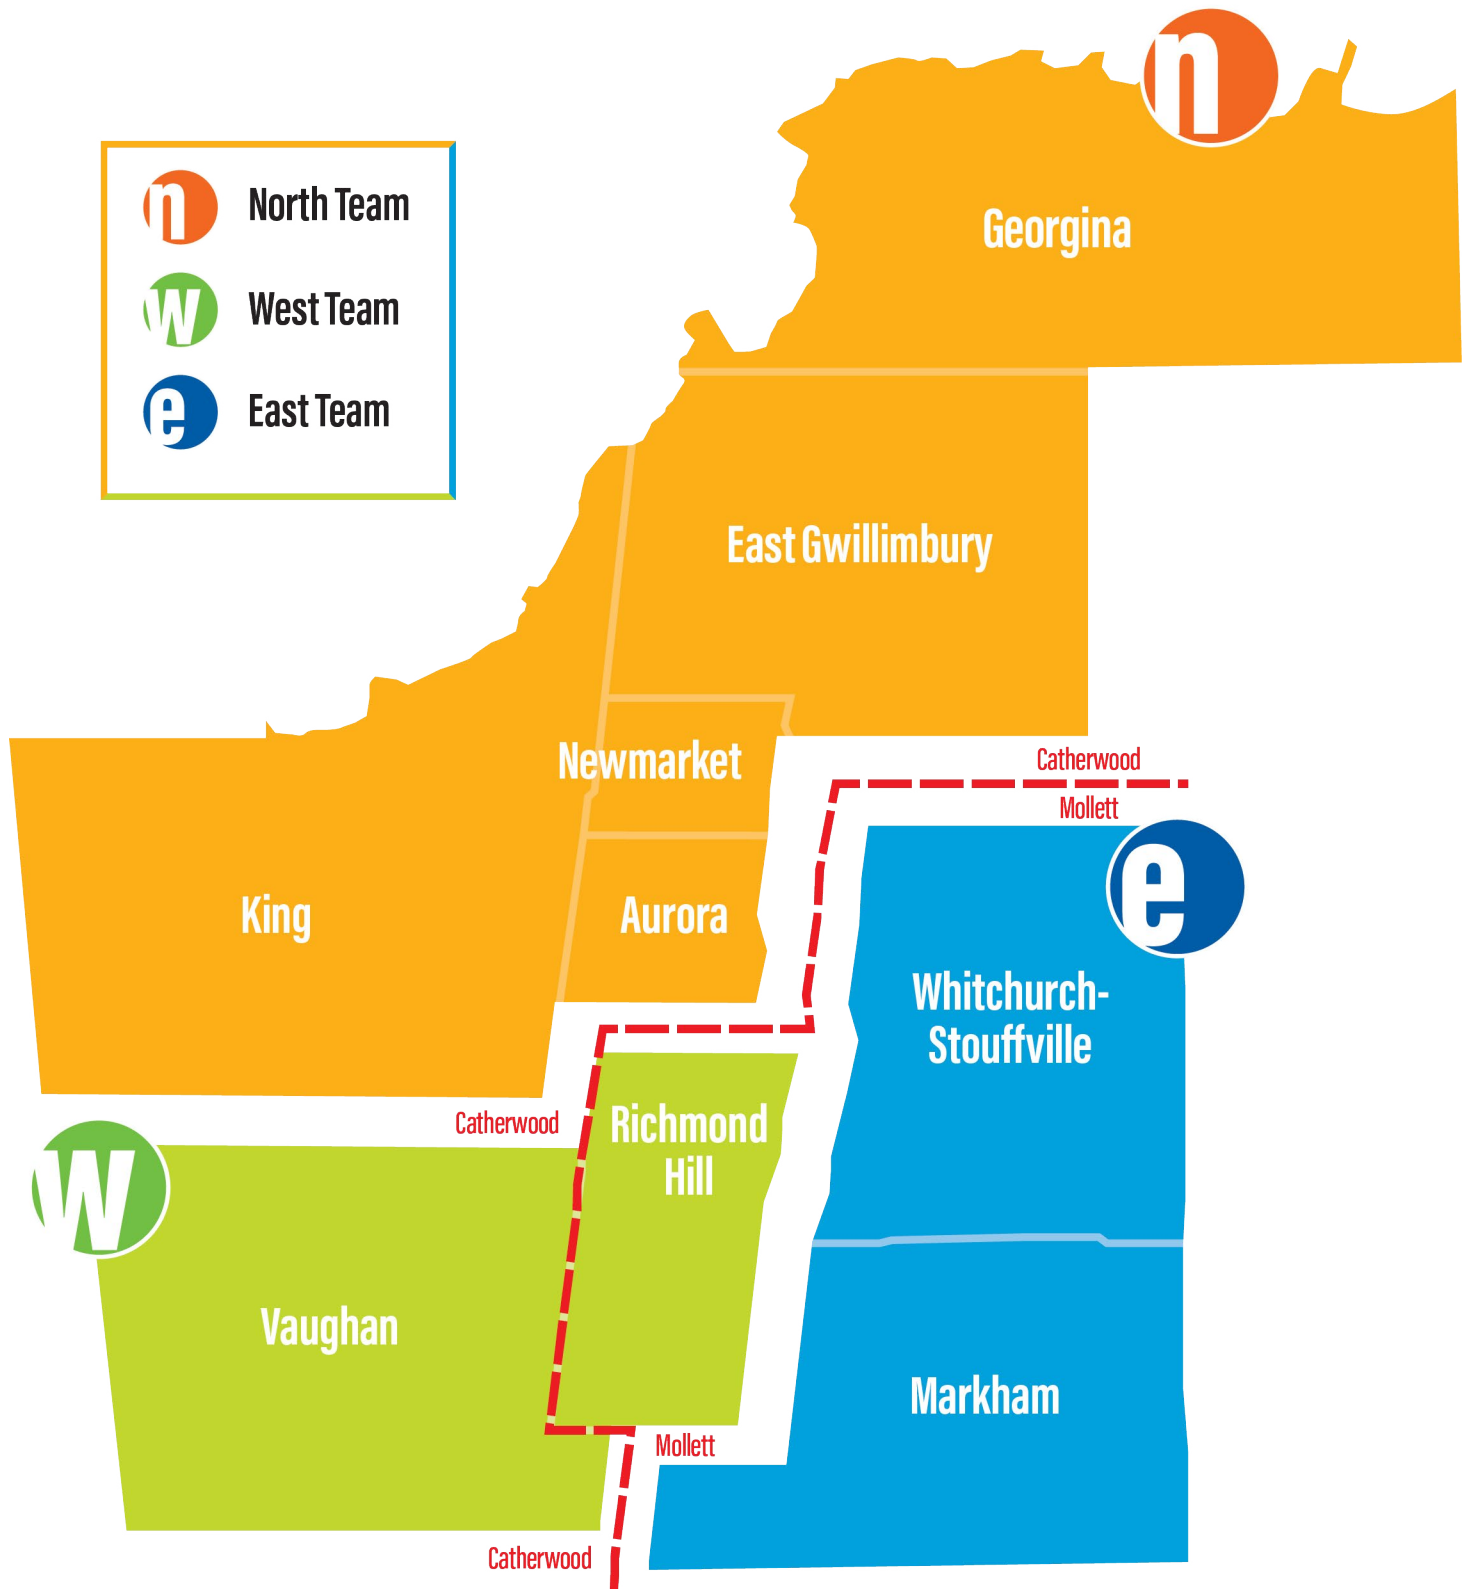 n
n North Team
Georgina
w West Team
e East Team
East Gwillimbury
Newmarket
Catherwood
Mollett
e
King
Aurora
Whitchurch-
Stouffville
Catherwood
Richmond
Hill
w
Vaughan
Markham
Mollett
Catherwood